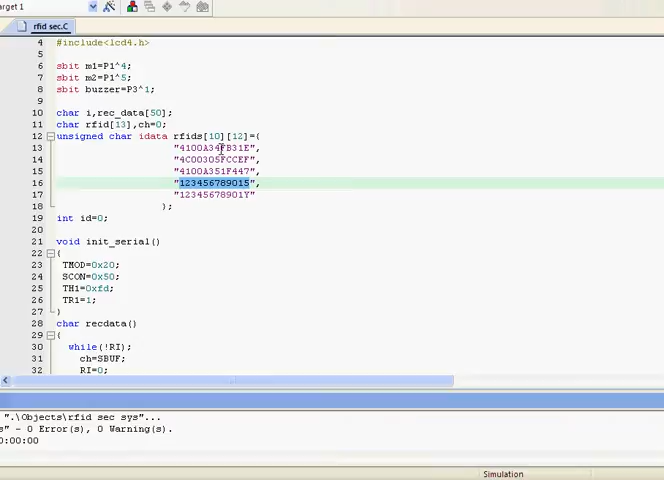 arget 1
rfid sec.C
4 #include<lcd4.h>
5
6 sbit m1=P1^4;
7 sbit m2=P1^5;
8 sbit buzzer=P3^1;
9
10 char i,rec_data[50];
11 char rfid[13],ch=0;
12 unsigned char idata rfids[10][12]={
13 "4100A34FB31E",
14 "4C00305FCCEF",
15 "4100A351F447",
16 "123456789015",
17 "12345678901Y"
18 };
19 int id=0;
20
21 void init_serial()
22 {
23 TMOD=0x20;
24 SCON=0x50;
25 TH1=0xfd;
26 TR1=1;
27 }
28 char recdata()
29 {
30 while(!RI);
31 ch=SBUF;
32 RI=0;
".\Objects\rfid sec sys"...
s" - 0 Error(s), 0 Warning(s).
0:00:00
Simulation